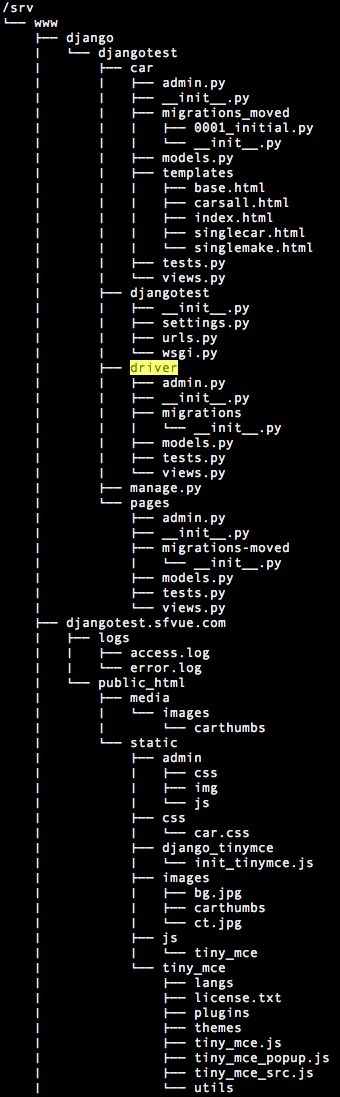 /srv
└── www
    ├── django
    |   └── djangotest
    |       ├── car
    |       |   ├── admin.py
    |       |   ├── __init__.py
    |       |   ├── migrations_moved
    |       |   |   ├── 0001_initial.py
    |       |   |   └── __init__.py
    |       |   ├── models.py
    |       |   ├── templates
    |       |   |   ├── base.html
    |       |   |   ├── carsall.html
    |       |   |   ├── index.html
    |       |   |   ├── singlecar.html
    |       |   |   └── singlemake.html
    |       |   ├── tests.py
    |       |   └── views.py
    |       ├── djangotest
    |       |   ├── __init__.py
    |       |   ├── settings.py
    |       |   ├── urls.py
    |       |   └── wsgi.py
    |       ├── driver
    |       |   ├── admin.py
    |       |   ├── __init__.py
    |       |   ├── migrations
    |       |   |   └── __init__.py
    |       |   ├── models.py
    |       |   ├── tests.py
    |       |   └── views.py
    |       ├── manage.py
    |       └── pages
    |           ├── admin.py
    |           ├── __init__.py
    |           ├── migrations-moved
    |           |   └── __init__.py
    |           ├── models.py
    |           ├── tests.py
    |           └── views.py
    ├── djangotest.sfvue.com
    |   ├── logs
    |   |   ├── access.log
    |   |   └── error.log
    |   └── public_html
    |       ├── media
    |       |   └── images
    |       |       └── carthumbs
    |       └── static
    |           ├── admin
    |           |   ├── css
    |           |   ├── img
    |           |   └── js
    |           ├── css
    |           |   └── car.css
    |           ├── django_tinymce
    |           |   └── init_tinymce.js
    |           ├── images
    |           |   ├── bg.jpg
    |           |   ├── carthumbs
    |           |   └── ct.jpg
    |           ├── js
    |           |   └── tiny_mce
    |           └── tiny_mce
    |               ├── langs
    |               ├── license.txt
    |               ├── plugins
    |               ├── themes
    |               ├── tiny_mce.js
    |               ├── tiny_mce_popup.js
    |               ├── tiny_mce_src.js
    |               └── utils